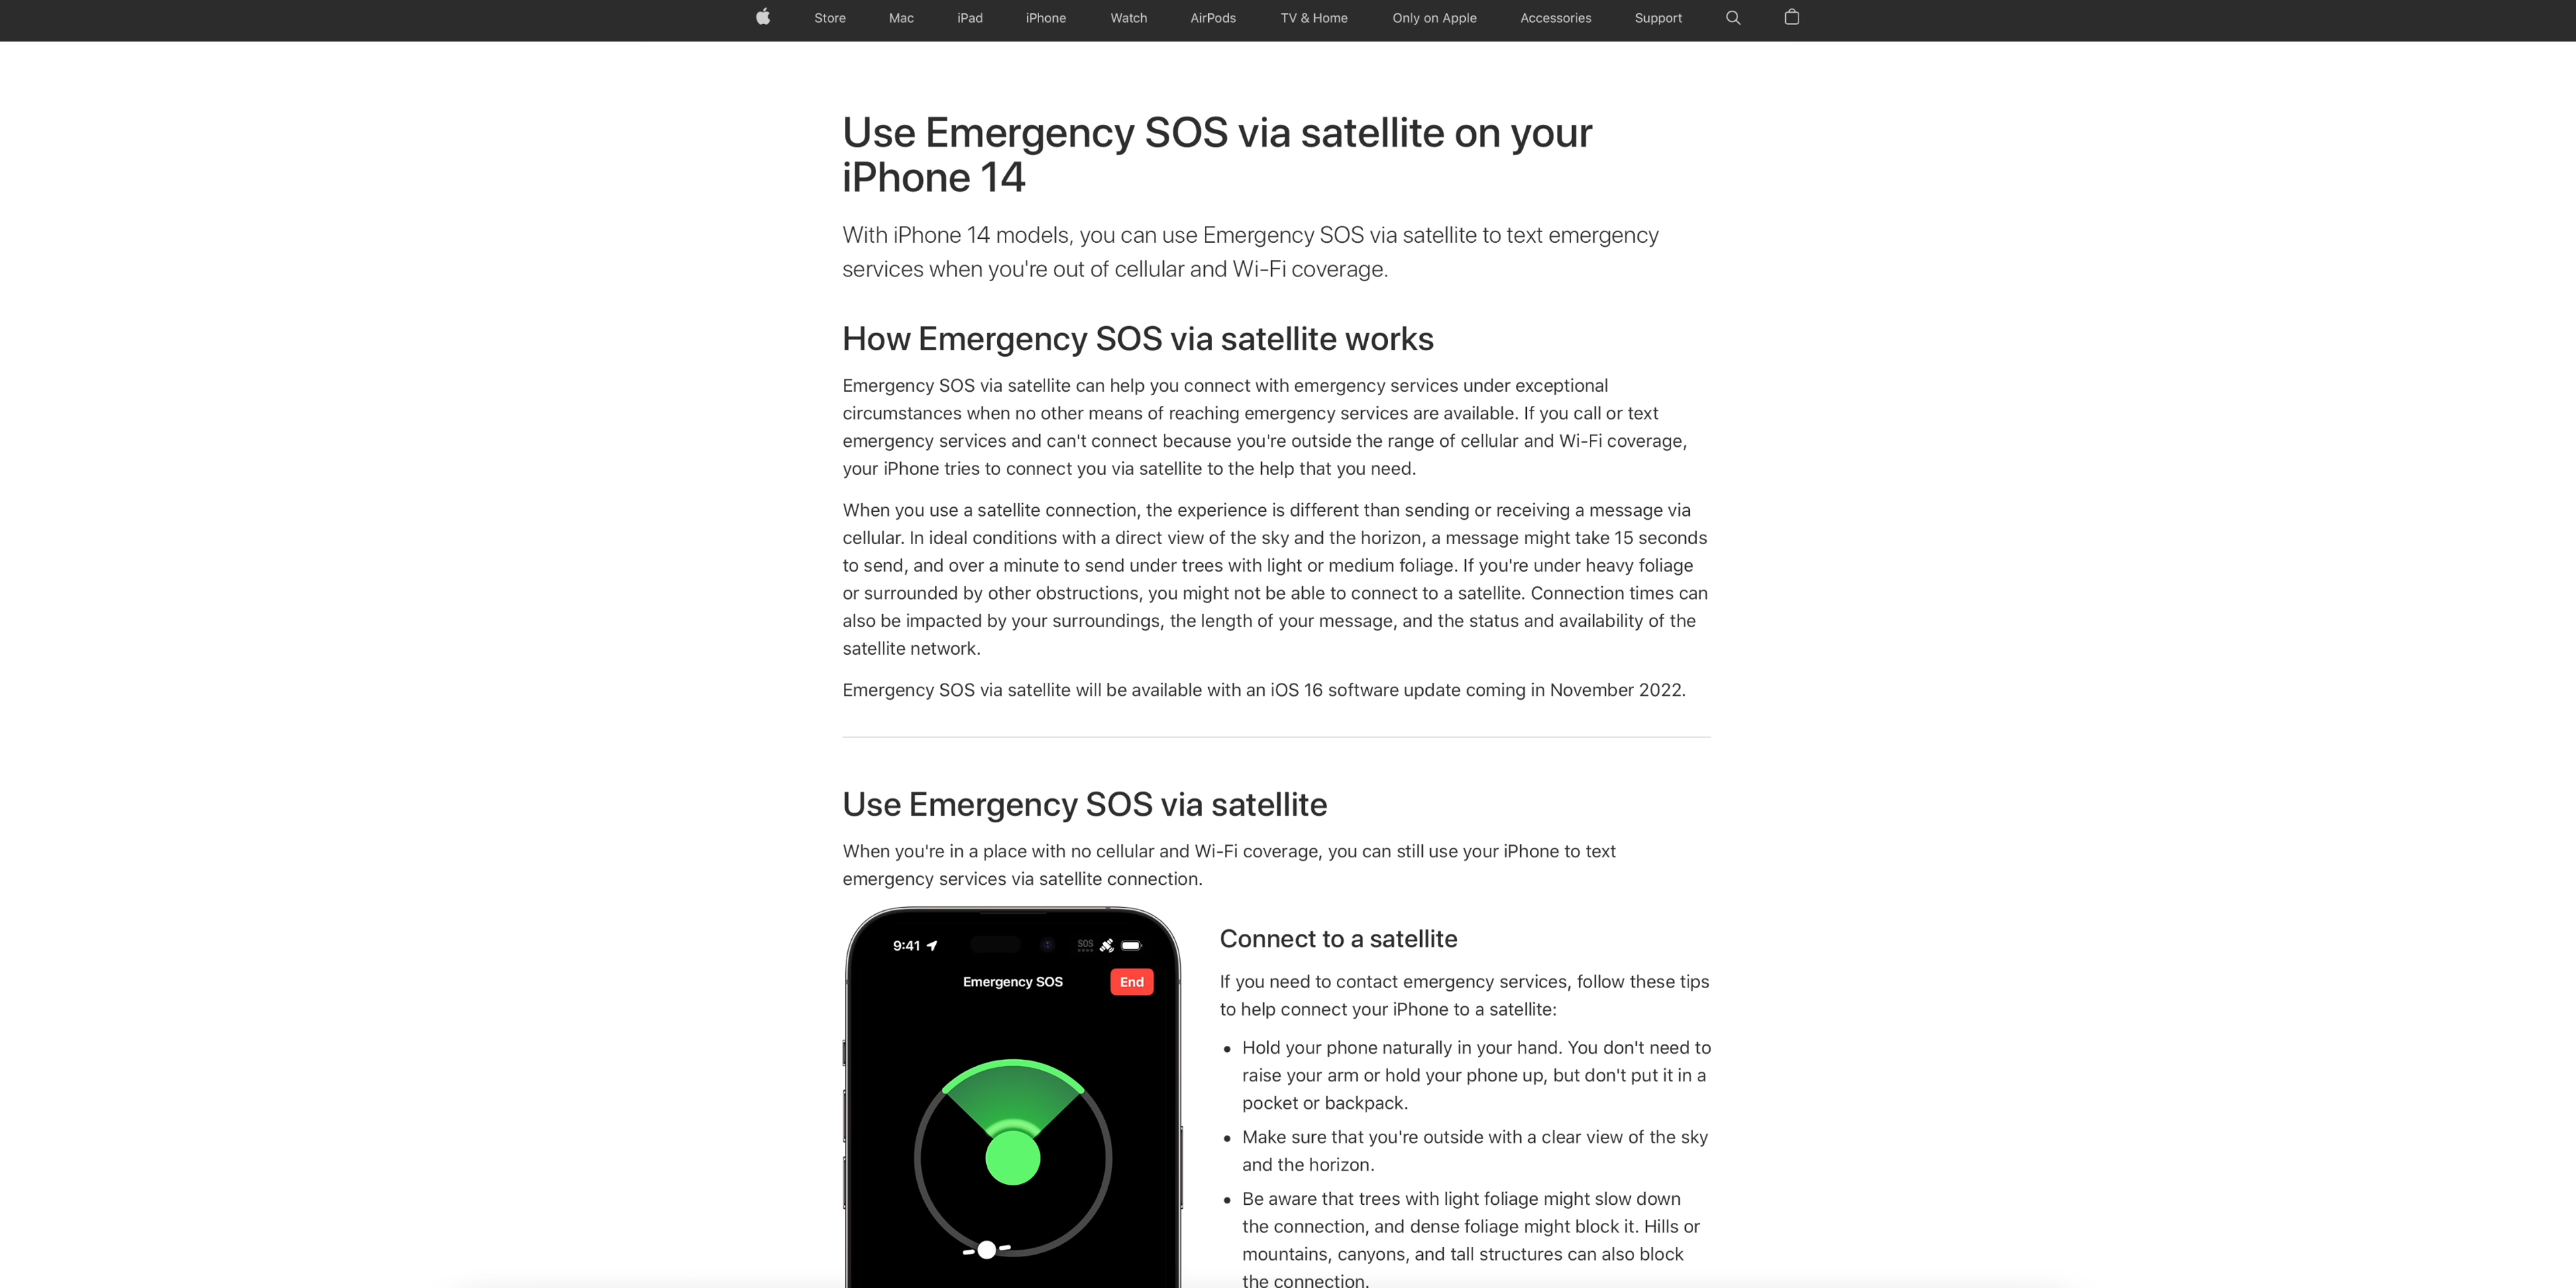 Store Mac iPad iPhone Watch AirPods TV & Home Only on Apple Accessories Support
Use Emergency SOS via satellite on your
iPhone 14
With iPhone 14 models, you can use Emergency SOS via satellite to text emergency
services when you're out of cellular and Wi-Fi coverage.
How Emergency SOS via satellite works
Emergency SOS via satellite can help you connect with emergency services under exceptional
circumstances when no other means of reaching emergency services are available. If you call or text
emergency services and can't connect because you're outside the range of cellular and Wi-Fi coverage,
your iPhone tries to connect you via satellite to the help that you need.
When you use a satellite connection, the experience is different than sending or receiving a message via
cellular. In ideal conditions with a direct view of the sky and the horizon, a message might take 15 seconds
to send, and over a minute to send under trees with light or medium foliage. If you're under heavy foliage
or surrounded by other obstructions, you might not be able to connect to a satellite. Connection times can
also be impacted by your surroundings, the length of your message, and the status and availability of the
satellite network.
Emergency SOS via satellite will be available with an iOS 16 software update coming in November 2022.
Use Emergency SOS via satellite
When you're in a place with no cellular and Wi-Fi coverage, you can still use your iPhone to text
emergency services via satellite connection.
9:41 SOS
Emergency SOS End
Connect to a satellite
If you need to contact emergency services, follow these tips
to help connect your iPhone to a satellite:
• Hold your phone naturally in your hand. You don't need to
raise your arm or hold your phone up, but don't put it in a
pocket or backpack.
• Make sure that you're outside with a clear view of the sky
and the horizon.
• Be aware that trees with light foliage might slow down
the connection, and dense foliage might block it. Hills or
mountains, canyons, and tall structures can also block
the connection.